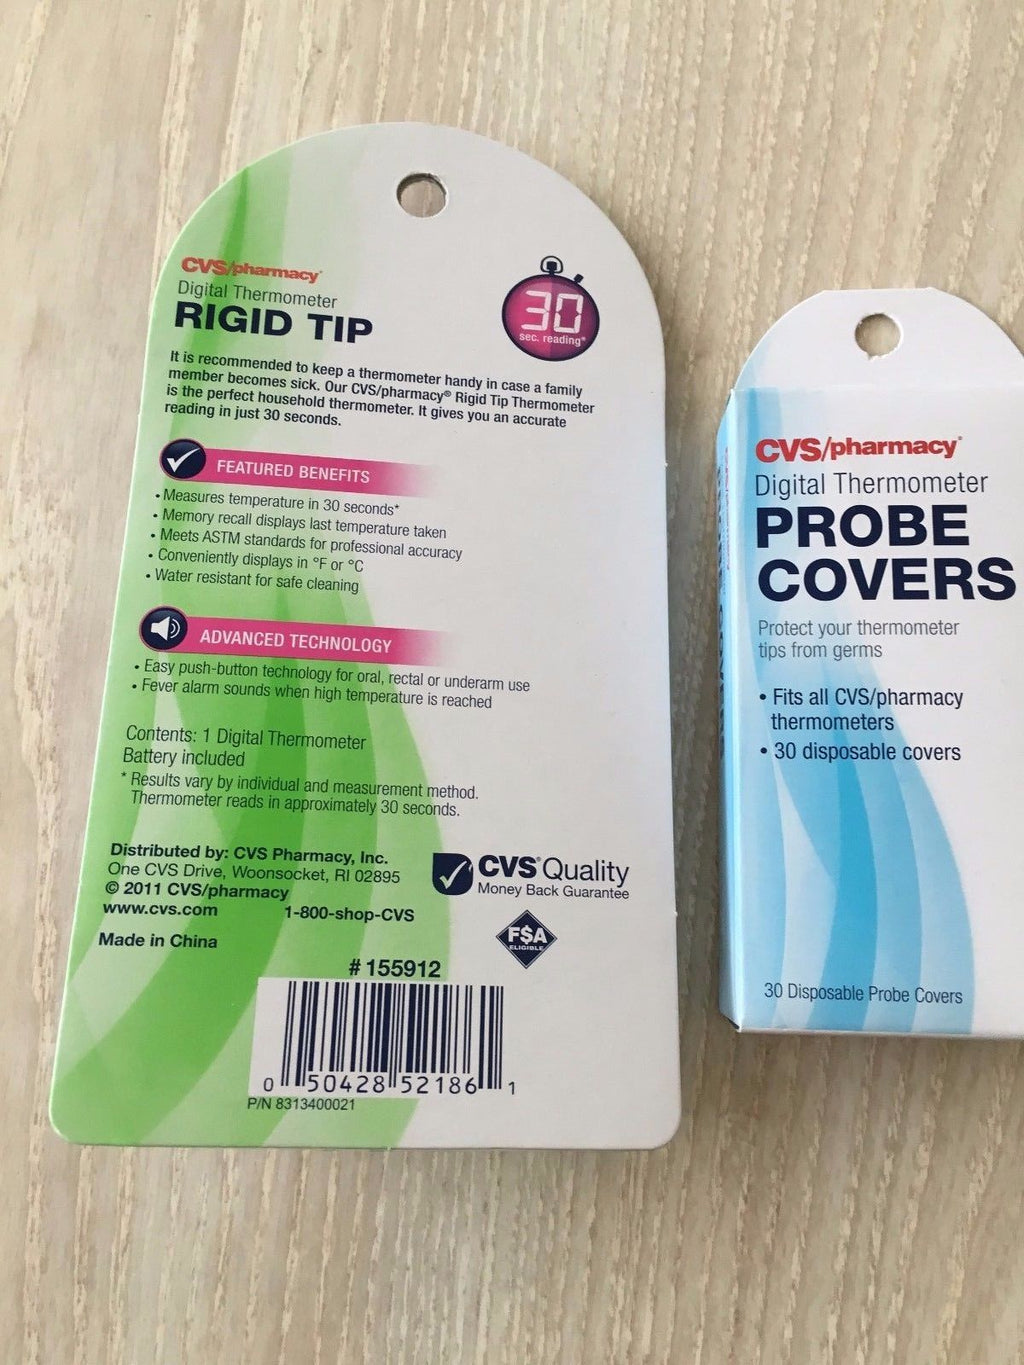 CVS/pharmacy®
Digital Thermometer
RIGID TIP
30
sec. reading*
It is recommended to keep a thermometer handy in case a family
member becomes sick. Our CVS/pharmacy® Rigid Tip Thermometer
is the perfect household thermometer. It gives you an accurate
reading in just 30 seconds.
FEATURED BENEFITS
• Measures temperature in 30 seconds*
• Memory recall displays last temperature taken
• Meets ASTM standards for professional accuracy
• Conveniently displays in °F or °C
• Water resistant for safe cleaning
ADVANCED TECHNOLOGY
• Easy push-button technology for oral, rectal or underarm use
• Fever alarm sounds when high temperature is reached
Contents: 1 Digital Thermometer
Battery included
* Results vary by individual and measurement method.
Thermometer reads in approximately 30 seconds.
Distributed by: CVS Pharmacy, Inc.
One CVS Drive, Woonsocket, RI 02895
© 2011 CVS/pharmacy
www.cvs.com 1-800-shop-CVS
Made in China
CVS® Quality
Money Back Guarantee
F$A
ELIGIBLE
# 155912
0 50428 52186 1
P/N 8313400021
CVS/pharmacy®
Digital Thermometer
PROBE
COVERS
Protect your thermometer
tips from germs
• Fits all CVS/pharmacy
thermometers
• 30 disposable covers
30 Disposable Probe Covers